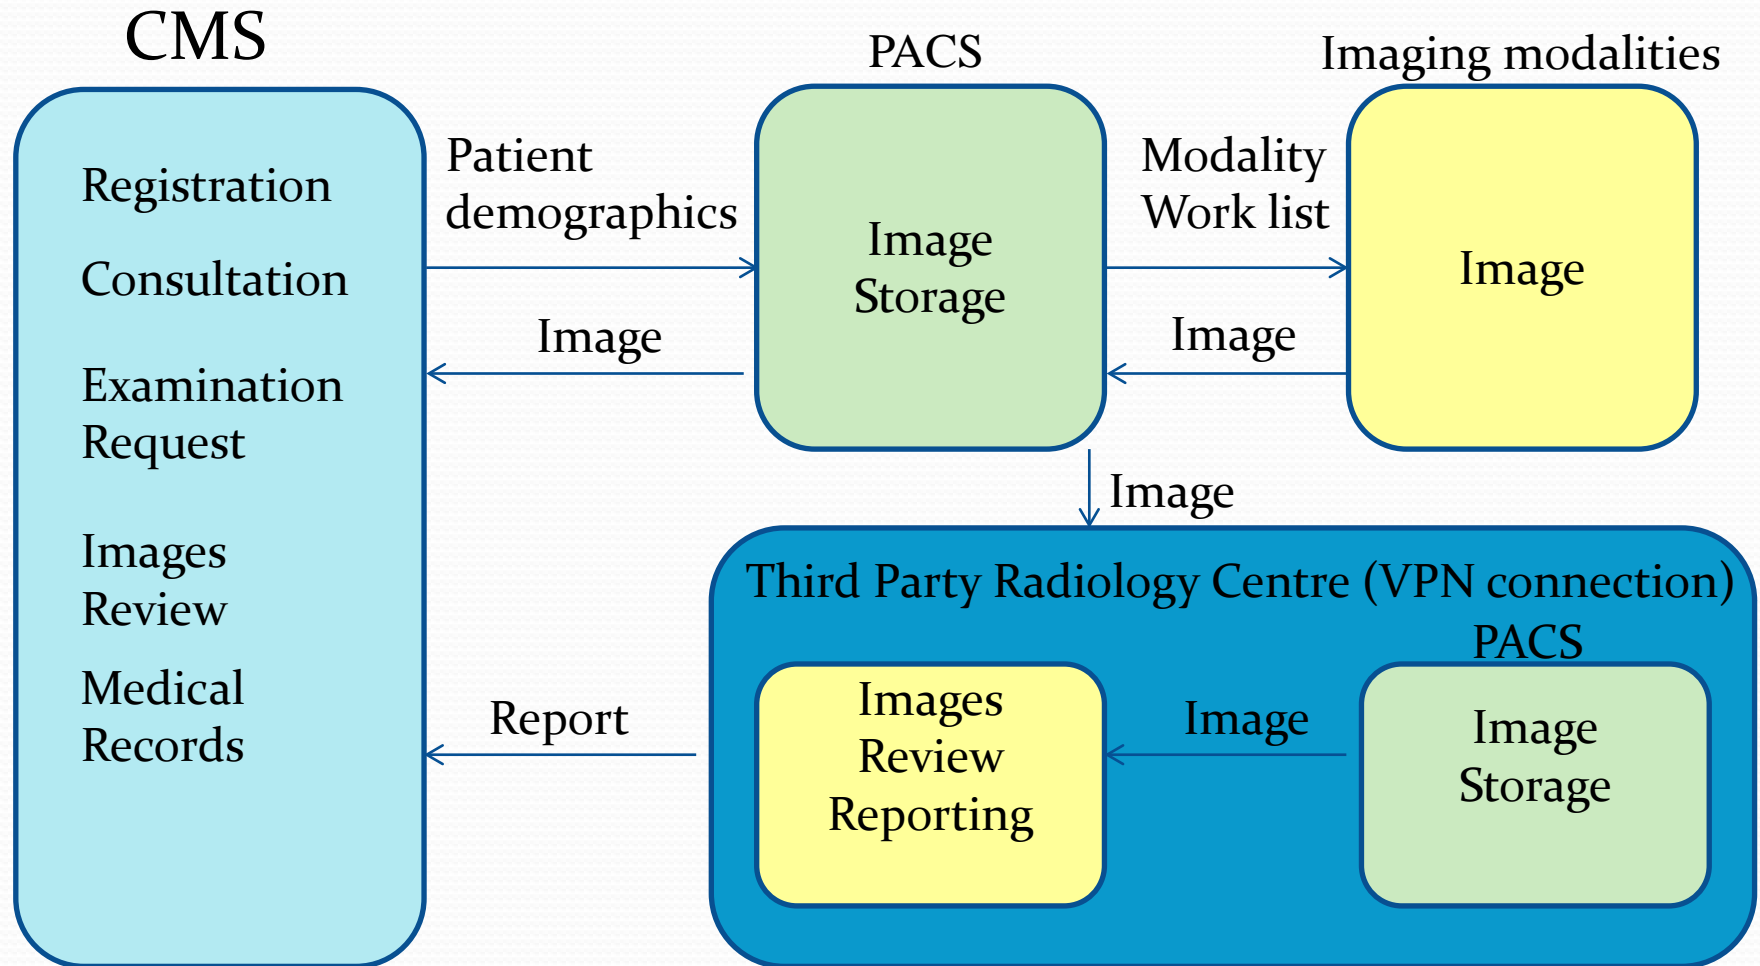 CMS
PACS
Imaging modalities
Registration
Consultation
Examination
Request
Images
Review
Medical
Records
Patient
demographics
Image
Image
Storage
Modality
Work list
Image
Image
Image
Third Party Radiology Centre (VPN connection)
PACS
Report
Images
Review
Reporting
Image
Image
Storage